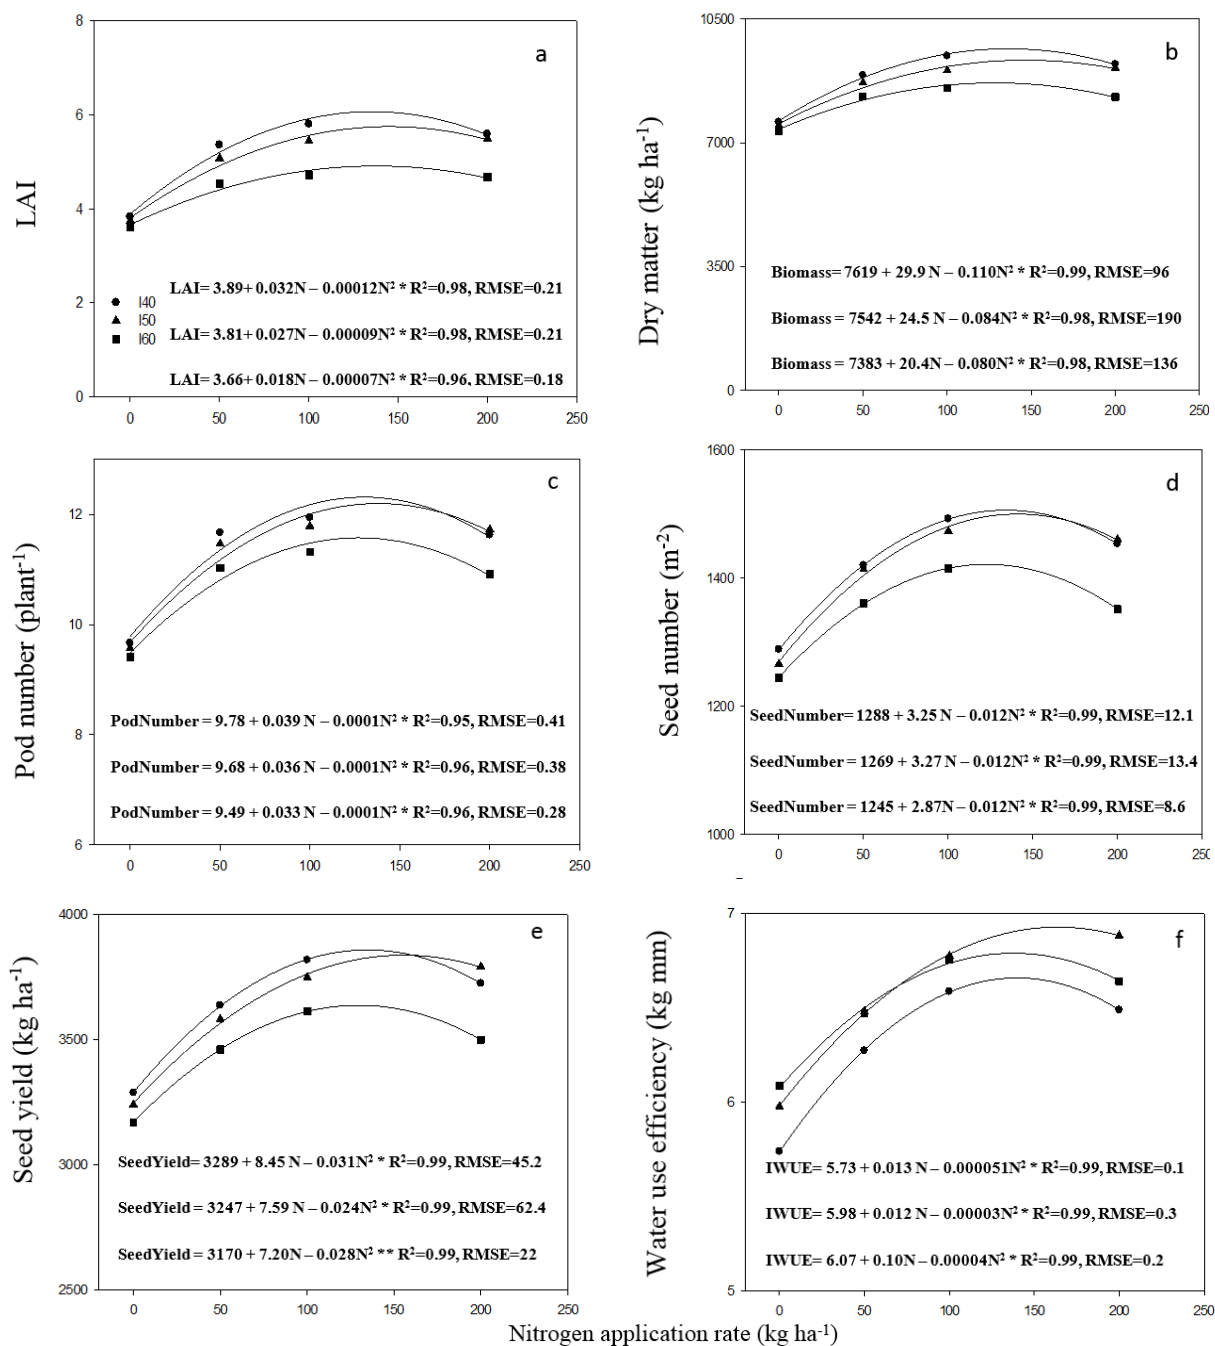 a
8
6
4
2
0
LAI
LAI= 3.89+ 0.032N – 0.00012N² * R²=0.98, RMSE=0.21
LAI= 3.81+ 0.027N – 0.00009N² * R²=0.98, RMSE=0.21
LAI= 3.66+ 0.018N – 0.00007N² * R²=0.96, RMSE=0.18
I40
I50
I60
0 50 100 150 200 250
b
10500
7000
3500
0
Dry matter (kg ha⁻¹)
Biomass= 7619 + 29.9 N – 0.110N² * R²=0.99, RMSE=96
Biomass = 7542 + 24.5 N – 0.084N² * R²=0.98, RMSE=190
Biomass = 7383 + 20.4N – 0.080N² * R²=0.98, RMSE=136
0 50 100 150 200 250
c
12
10
8
6
Pod number (plant⁻¹)
PodNumber = 9.78 + 0.039 N – 0.0001N² * R²=0.95, RMSE=0.41
PodNumber = 9.68 + 0.036 N – 0.0001N² * R²=0.96, RMSE=0.38
PodNumber = 9.49 + 0.033 N – 0.0001N² * R²=0.96, RMSE=0.28
0 50 100 150 200 250
d
1600
1400
1200
1000
Seed number (m⁻²)
SeedNumber= 1288 + 3.25 N – 0.012N² * R²=0.99, RMSE=12.1
SeedNumber= 1269 + 3.27 N – 0.012N² * R²=0.99, RMSE=13.4
SeedNumber= 1245 + 2.87N – 0.012N² * R²=0.99, RMSE=8.6
0 50 100 150 200 250
e
4000
3500
3000
2500
Seed yield (kg ha⁻¹)
SeedYield= 3289 + 8.45 N – 0.031N² * R²=0.99, RMSE=45.2
SeedYield = 3247 + 7.59 N – 0.024N² * R²=0.99, RMSE=62.4
SeedYield = 3170 + 7.20N – 0.028N² ** R²=0.99, RMSE=22
0 50 100 150 200 250
f
7
6
5
Water use efficiency (kg mm)
IWUE= 5.73 + 0.013 N – 0.000051N² * R²=0.99, RMSE=0.1
IWUE= 5.98 + 0.012 N – 0.00003N² * R²=0.99, RMSE=0.3
IWUE= 6.07 + 0.10N – 0.00004N² * R²=0.99, RMSE=0.2
0 50 100 150 200 250
Nitrogen application rate (kg ha⁻¹)